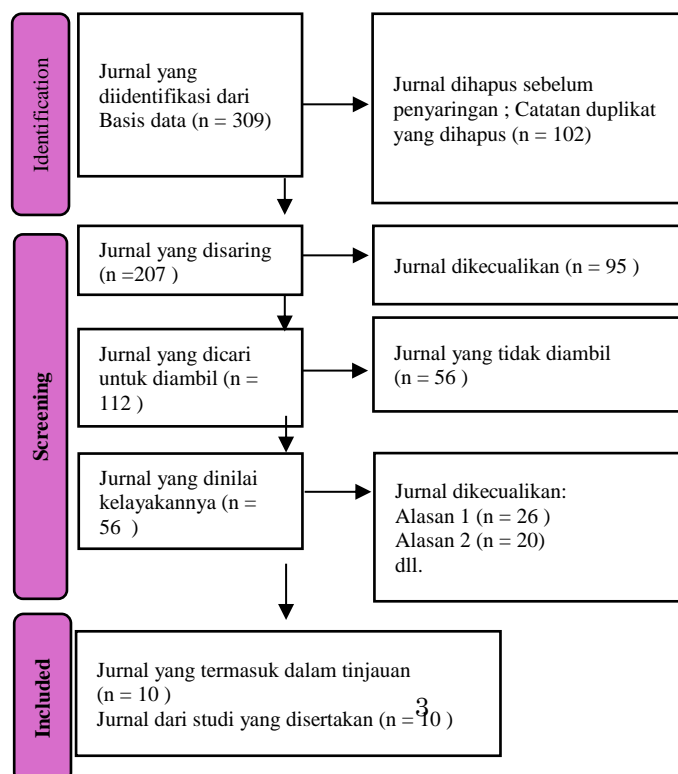 Identification
Jurnal yang
diidentifikasi dari
Basis data (n = 309)
Jurnal dihapus sebelum
penyaringan ; Catatan duplikat
yang dihapus (n = 102)
Screening
Jurnal yang disaring
(n =207 )
Jurnal dikecualikan (n = 95 )
Jurnal yang dicari
untuk diambil (n =
112 )
Jurnal yang tidak diambil
(n = 56 )
Jurnal yang dinilai
kelayakannya (n =
56 )
Jurnal dikecualikan:
Alasan 1 (n = 26 )
Alasan 2 (n = 20)
dll.
Included
Jurnal yang termasuk dalam tinjauan
(n = 10 )
Jurnal dari studi yang disertakan (n = 10 )
3